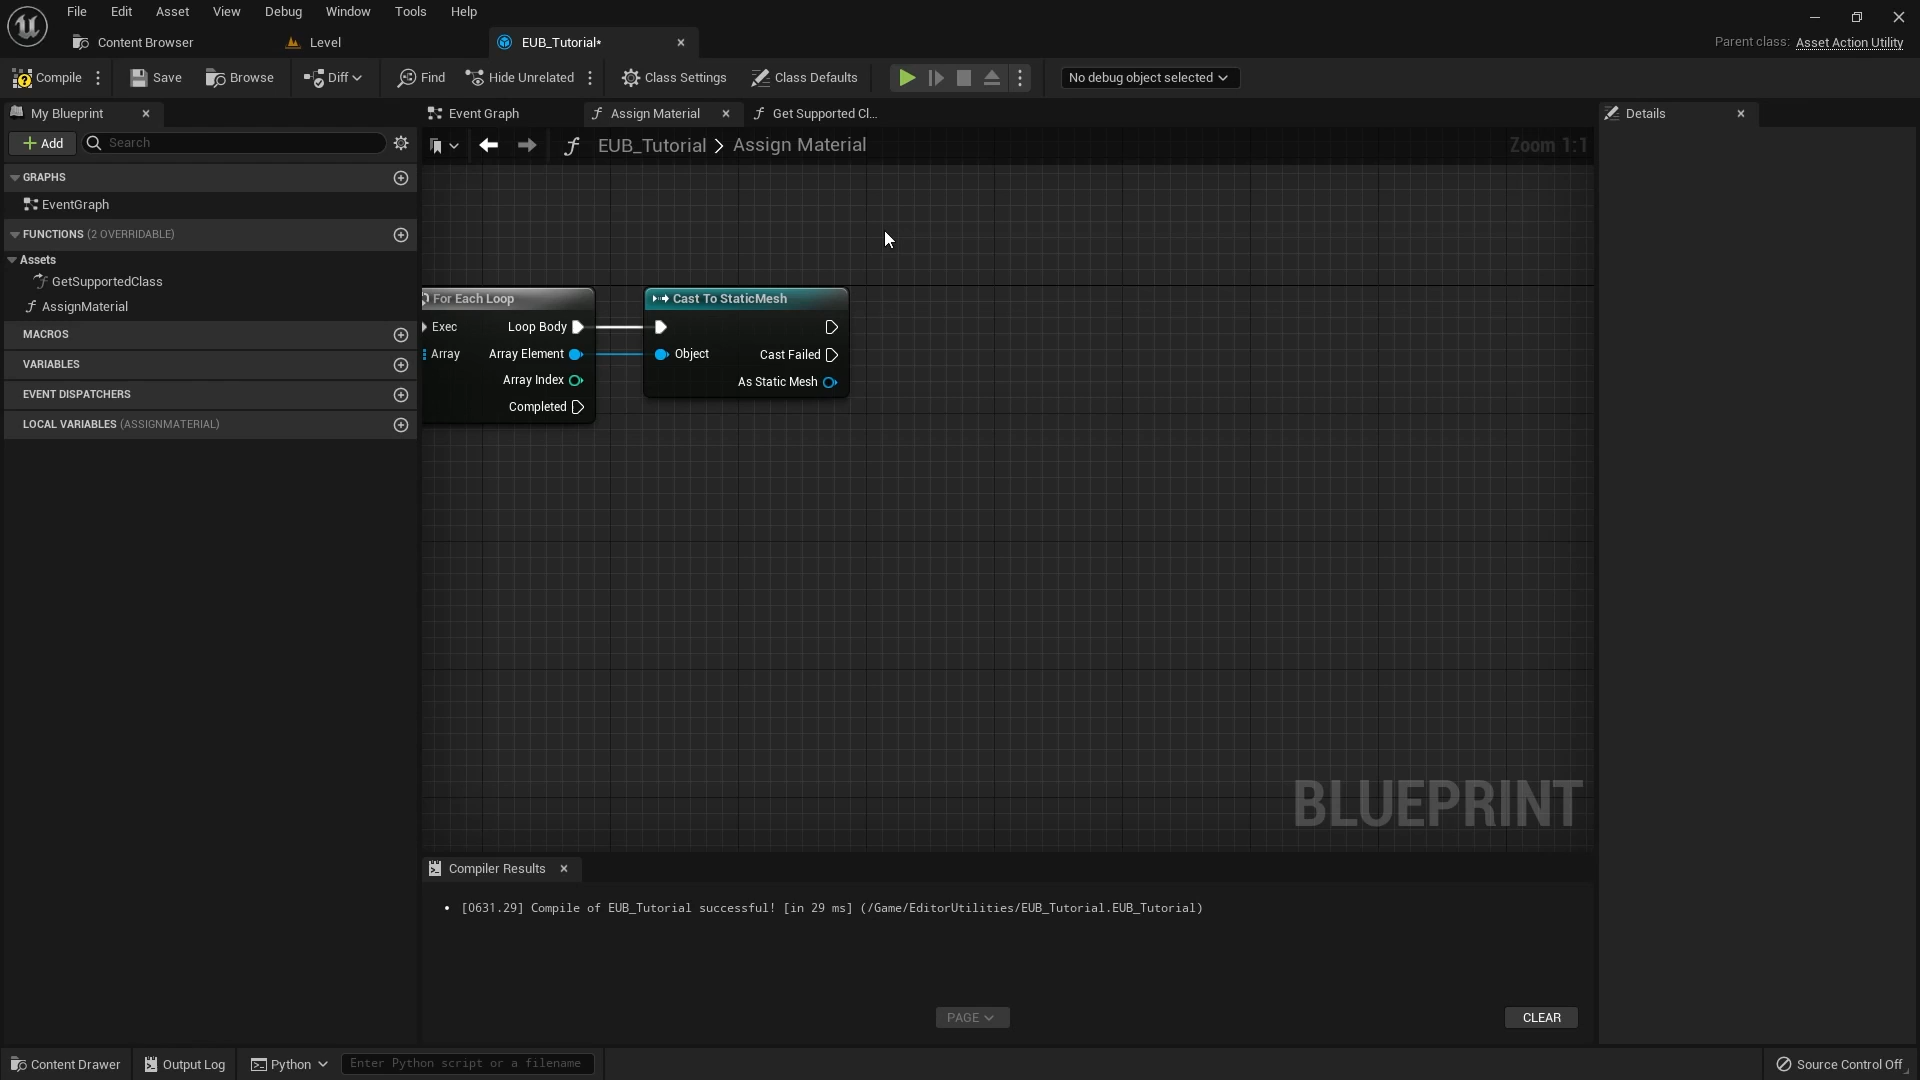 File Edit Asset View Debug Window Tools Help
Content Browser Level EUB_Tutorial* Parent class: Asset Action Utility
Compile Save Browse Diff Find Hide Unrelated Class Settings Class Defaults No debug object selected
My Blueprint Event Graph Assign Material Get Supported Cl... Details
Add Search EUB_Tutorial > Assign Material Zoom 1:1
GRAPHS
EventGraph
FUNCTIONS (2 OVERRIDABLE)
Assets
GetSupportedClass
AssignMaterial
MACROS
VARIABLES
EVENT DISPATCHERS
LOCAL VARIABLES (ASSIGNMATERIAL)
For Each Loop
Exec Loop Body
Array Array Element
Array Index
Completed
Cast To StaticMesh
Object Cast Failed
As Static Mesh
BLUEPRINT
Compiler Results
• [0631.29] Compile of EUB_Tutorial successful! [in 29 ms] (/Game/EditorUtilities/EUB_Tutorial.EUB_Tutorial)
PAGE CLEAR
Content Drawer Output Log Python Enter Python script or a filename Source Control Off